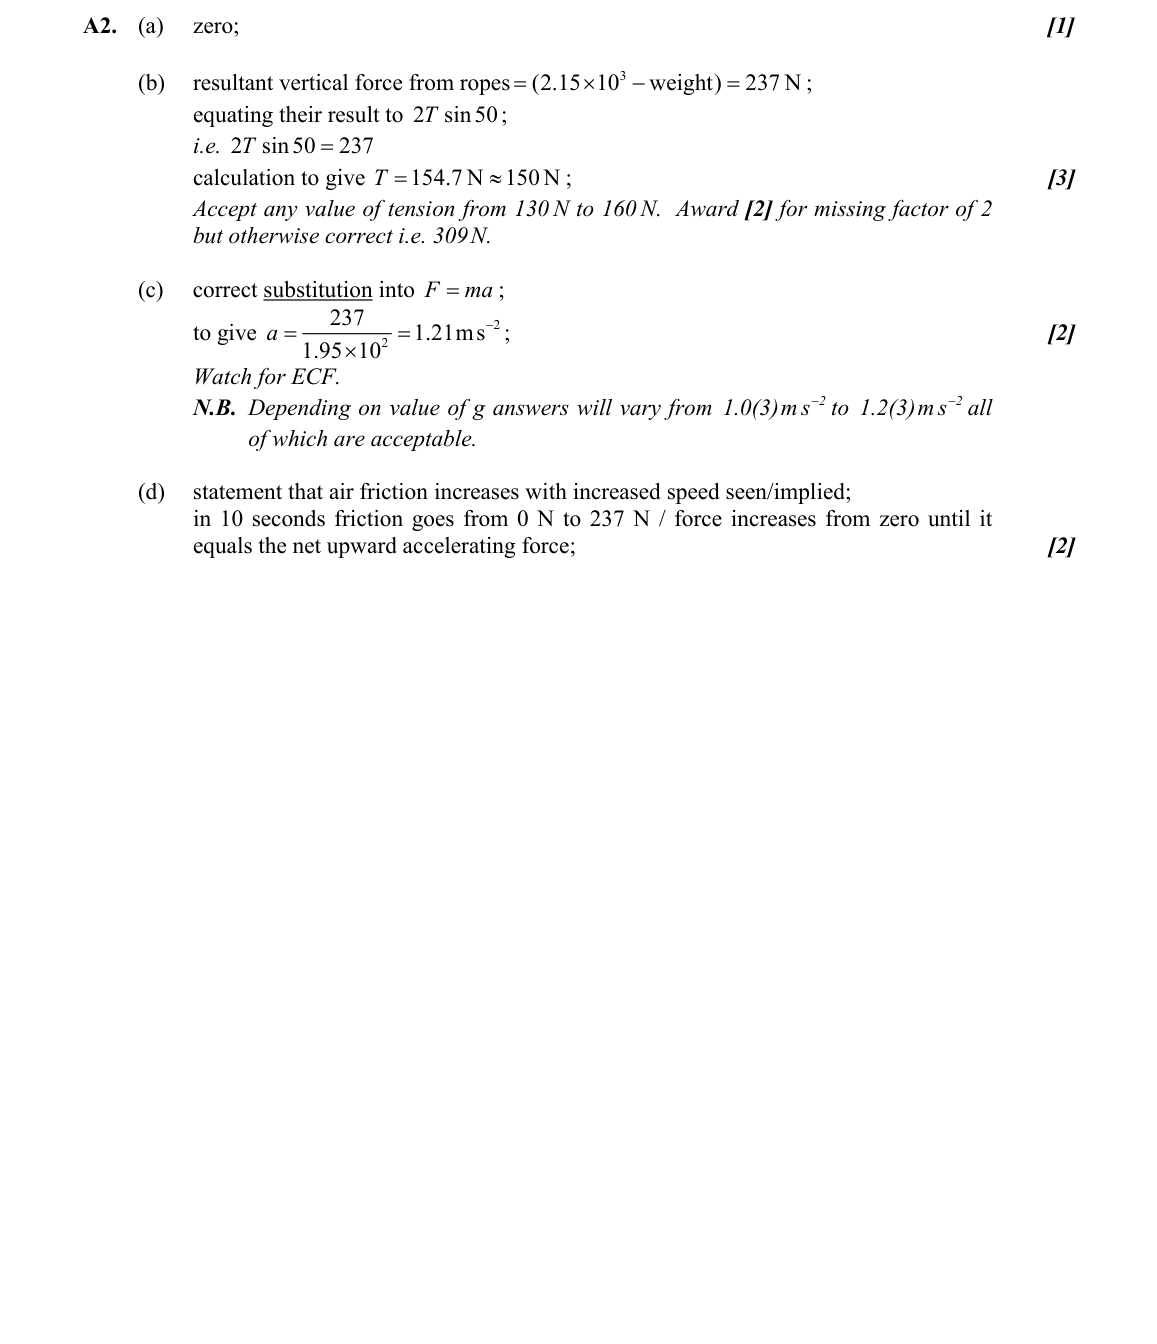 A2. (a) zero; [1]
(b) resultant vertical force from ropes = (2.15×10³ − weight) = 237 N ;
equating their result to 2T sin 50 ;
i.e. 2T sin 50 = 237
calculation to give T = 154.7 N ≈ 150 N ; [3]
Accept any value of tension from 130 N to 160 N. Award [2] for missing factor of 2
but otherwise correct i.e. 309 N.
(c) correct substitution into F = ma ;
to give a = 237 / 1.95×10² = 1.21 m s⁻² ; [2]
Watch for ECF.
N.B. Depending on value of g answers will vary from 1.0(3) m s⁻² to 1.2(3) m s⁻² all
of which are acceptable.
(d) statement that air friction increases with increased speed seen/implied;
in 10 seconds friction goes from 0 N to 237 N / force increases from zero until it
equals the net upward accelerating force; [2]